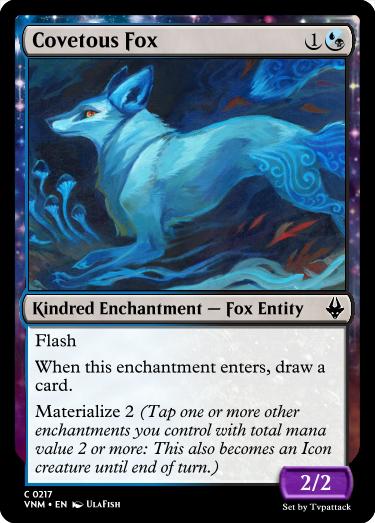 Covetous Fox 1
Kindred Enchantment — Fox Entity
Flash
When this enchantment enters, draw a
card.
Materialize 2 (Tap one or more other
enchantments you control with total mana
value 2 or more: This also becomes an Icon
creature until end of turn.)
2/2
C 0217
VNM • EN UlaFish
Set by Tvpattack